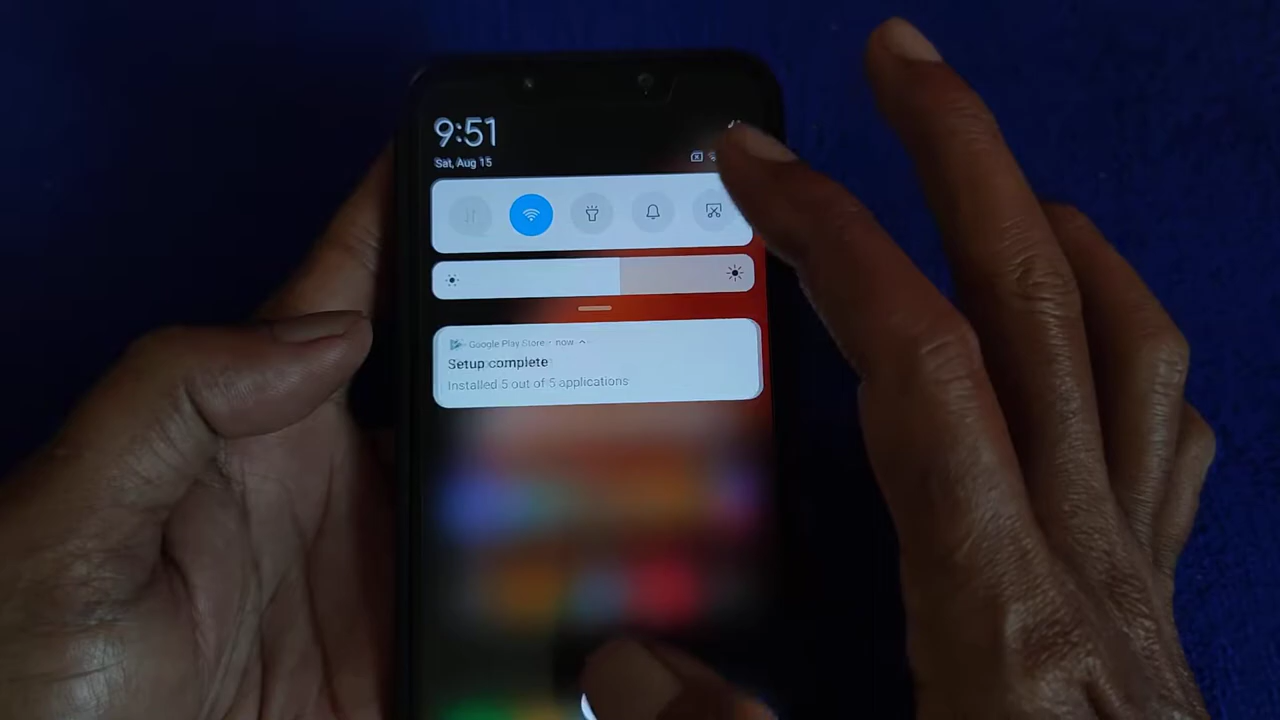 9:51
Sat, Aug 15
Google Play Store • now
Setup complete
Installed 5 out of 5 applications